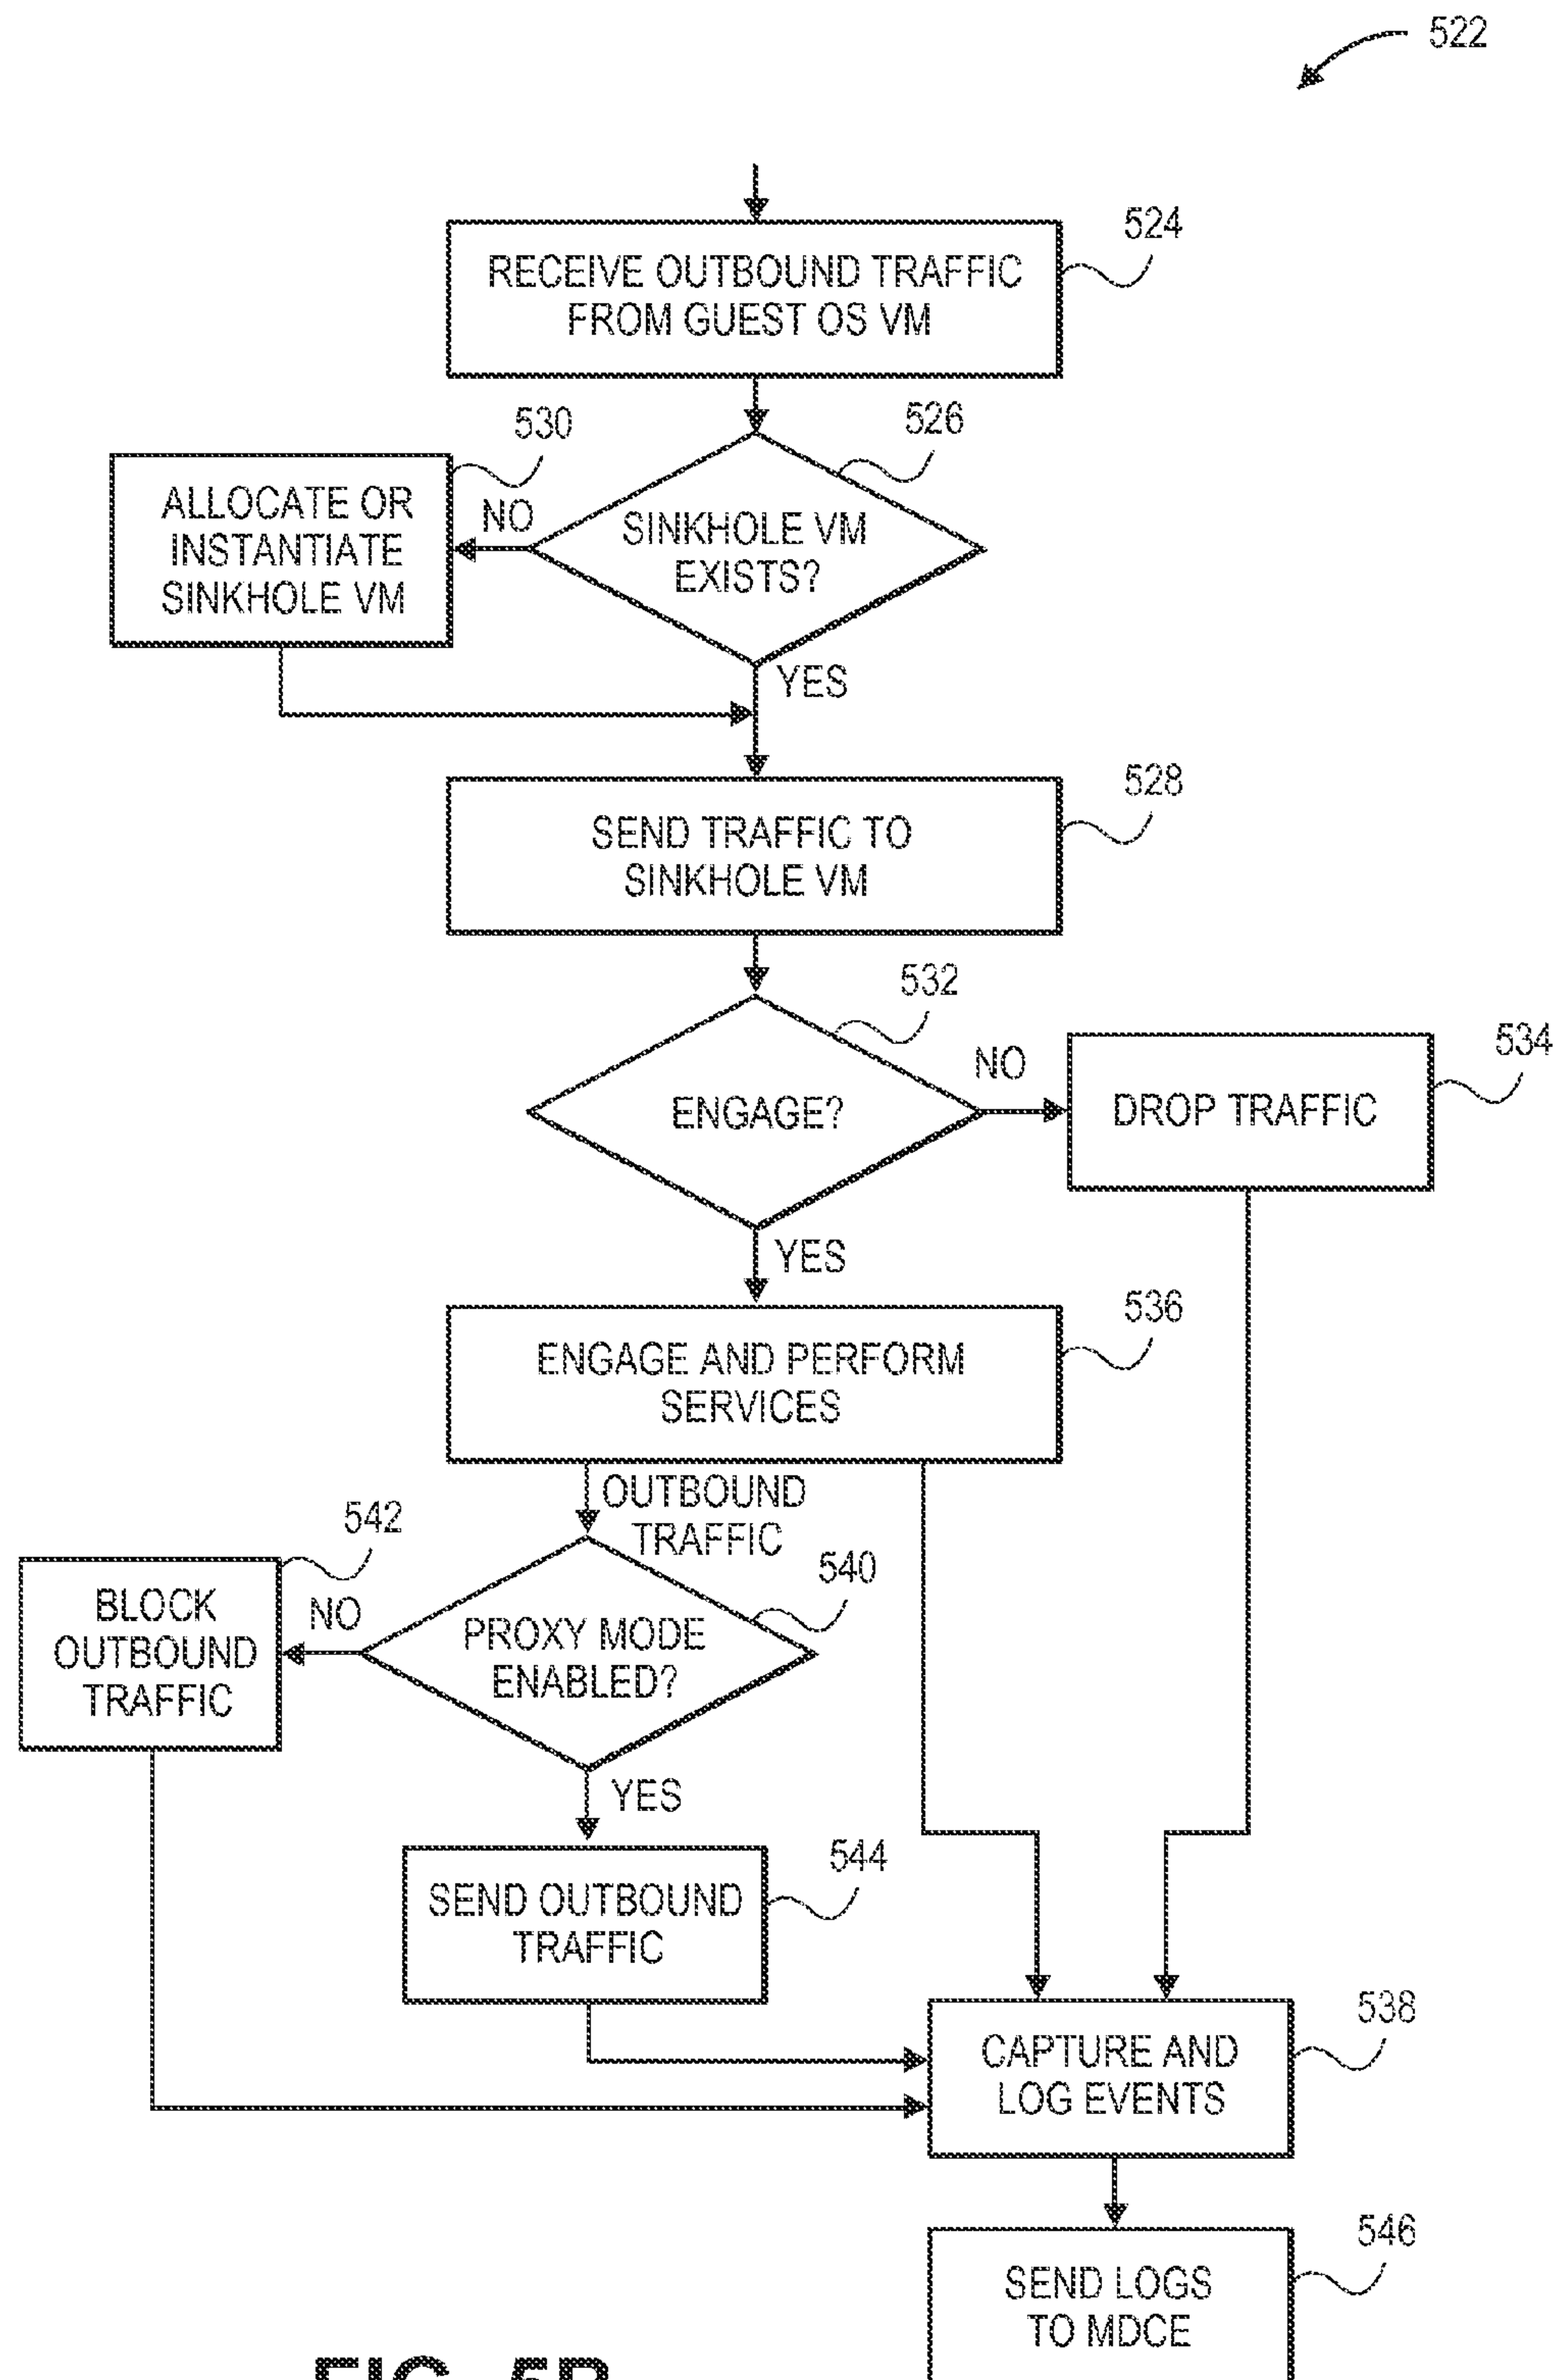 522
524
RECEIVE OUTBOUND TRAFFIC
FROM GUEST OS VM
530
526
ALLOCATE OR
INSTANTIATE
SINKHOLE VM
NO
SINKHOLE VM
EXISTS?
YES
528
SEND TRAFFIC TO
SINKHOLE VM
532
534
NO
ENGAGE?
DROP TRAFFIC
YES
536
ENGAGE AND PERFORM
SERVICES
OUTBOUND
TRAFFIC
542
540
BLOCK
OUTBOUND
TRAFFIC
NO
PROXY MODE
ENABLED?
YES
544
SEND OUTBOUND
TRAFFIC
538
CAPTURE AND
LOG EVENTS
546
SEND LOGS
TO MDCE
FIG. 5B